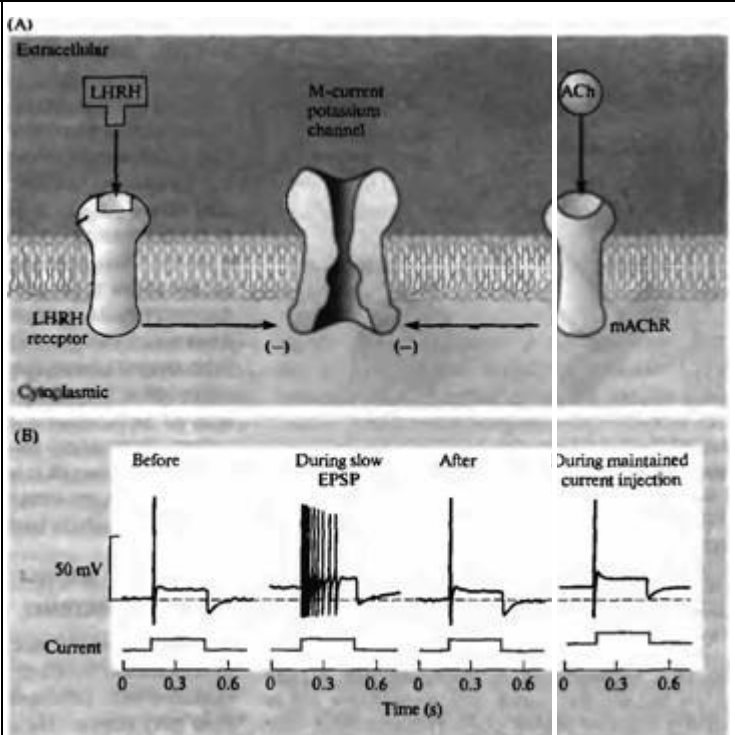 (A)
Extracellular
LHRH
M-current
potassium
channel
ACh
LHRH
receptor
(−)
(−)
mAChR
Cytoplasmic
(B)
Before
During slow
EPSP
After
During maintained
current injection
50 mV
Current
0 0.3 0.6
0 0.3 0.6
0 0.3 0.6
0 0.3 0.6
Time (s)